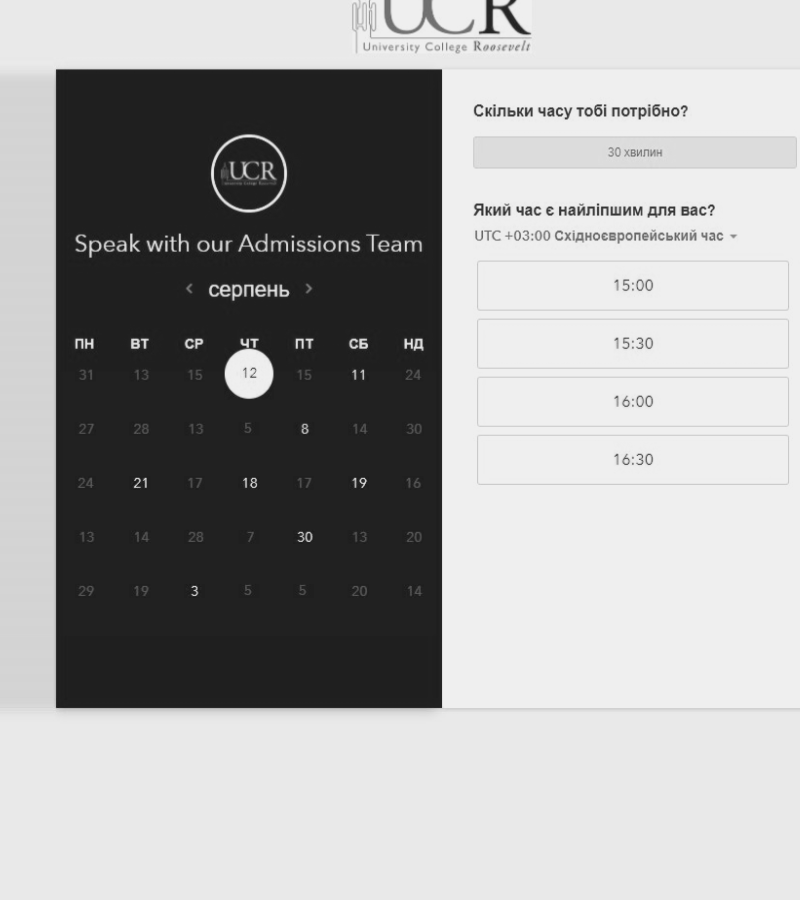 UCR
University College Roosevelt
UCR
Speak with our Admissions Team
серпень
ПН ВТ СР ЧТ ПТ СБ НД
31 13 15 12 15 11 24
27 28 13 5 8 14 30
24 21 17 18 17 19 16
13 14 28 7 30 13 20
29 19 3 5 5 20 14
Скільки часу тобі потрібно?
30 хвилин
Який час є найліпшим для вас?
UTC +03:00 Східноєвропейський час
15:00
15:30
16:00
16:30